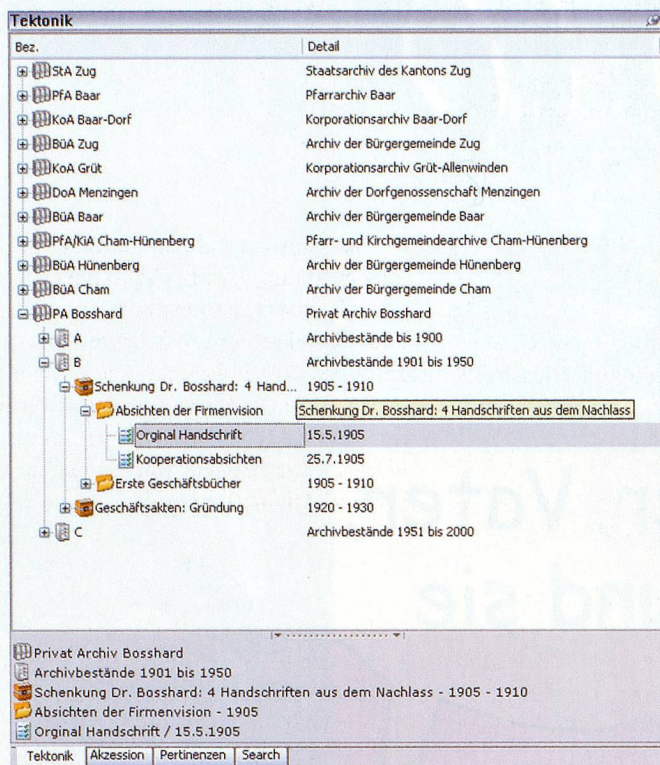 Tektonik
Bez. Detail
StA Zug Staatsarchiv des Kantons Zug
PfA Baar Pfarrarchiv Baar
KoA Baar-Dorf Korporationsarchiv Baar-Dorf
BüA Zug Archiv der Bürgergemeinde Zug
KoA Grüt Korporationsarchiv Grüt-Allenwinden
DoA Menzingen Archiv der Dorfgenossenschaft Menzingen
BüA Baar Archiv der Bürgergemeinde Baar
PfA/KiA Cham-Hünenberg Pfarr- und Kirchgemeindearchive Cham-Hünenberg
BüA Hünenberg Archiv der Bürgergemeinde Hünenberg
BüA Cham Archiv der Bürgergemeinde Cham
PA Bosshard Privat Archiv Bosshard
A Archivbestände bis 1900
B Archivbestände 1901 bis 1950
Schenkung Dr. Bosshard: 4 Hand... 1905 - 1910
Absichten der Firmenvision Schenkung Dr. Bosshard: 4 Handschriften aus dem Nachlass
Orginal Handschrift 15.5.1905
Kooperationsabsichten 25.7.1905
Erste Geschäftsbücher 1905 - 1910
Geschäftsakten: Gründung 1920 - 1930
C Archivbestände 1951 bis 2000
Privat Archiv Bosshard
Archivbestände 1901 bis 1950
Schenkung Dr. Bosshard: 4 Handschriften aus dem Nachlass - 1905 - 1910
Absichten der Firmenvision - 1905
Orginal Handschrift / 15.5.1905
Tektonik Akzession Pertinenzen Search